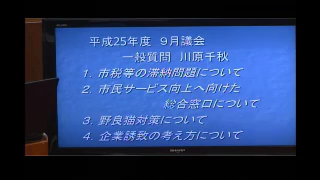 平成25年度 9月議会
一般質問 川原千秋
1. 市税等の滞納問題について
2. 市民サービス向上へ向けた
総合窓口について
3. 野良猫対策について
4. 企業誘致の考え方について
SHARP